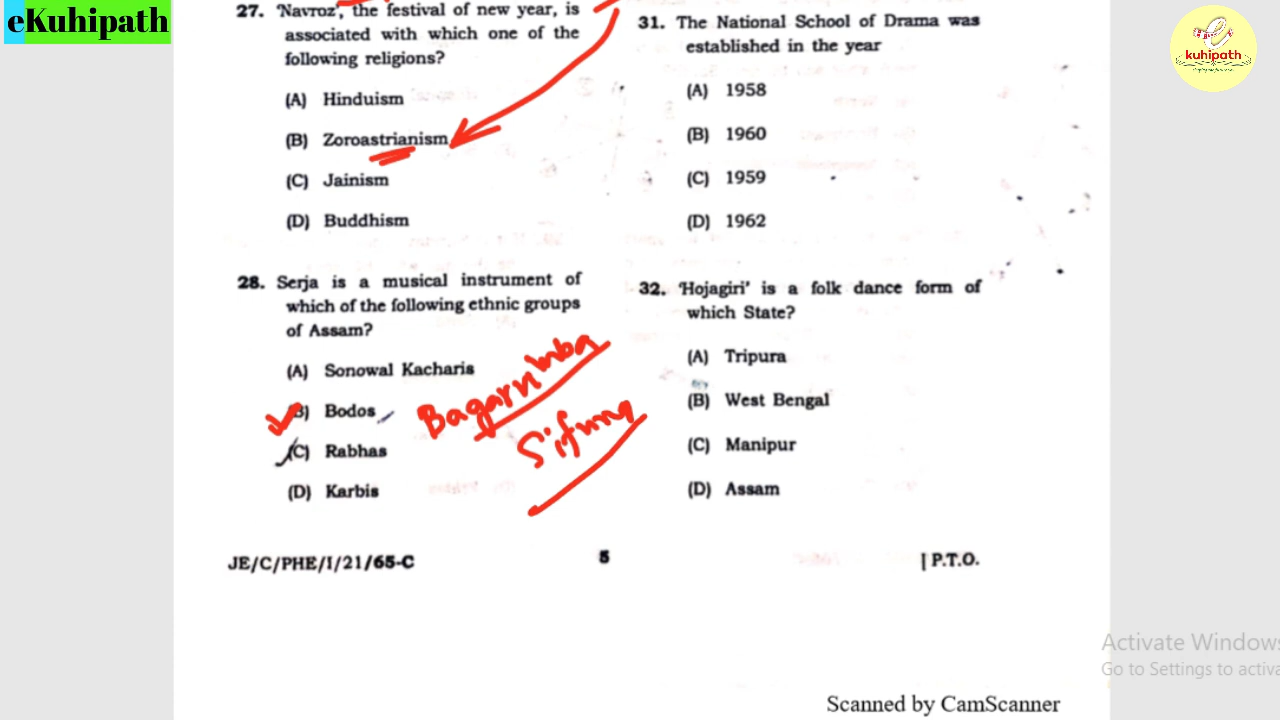 eKuhipath
kuhipath
27. 'Navroz', the festival of new year, is
associated with which one of the
following religions?
(A) Hinduism
(B) Zoroastrianism
(C) Jainism
(D) Buddhism
28. Serja is a musical instrument of
which of the following ethnic groups
of Assam?
(A) Sonowal Kacharis
(B) Bodos
(C) Rabhas
(D) Karbis
Sifung
31. The National School of Drama was
established in the year
(A) 1958
(B) 1960
(C) 1959
(D) 1962
32. 'Hojagiri' is a folk dance form of
which State?
(A) Tripura
(B) West Bengal
(C) Manipur
(D) Assam
JE/C/PHE/I/21/65-C
5
[ P.T.O.
Activate Windows
Go to Settings to activa
Scanned by CamScanner